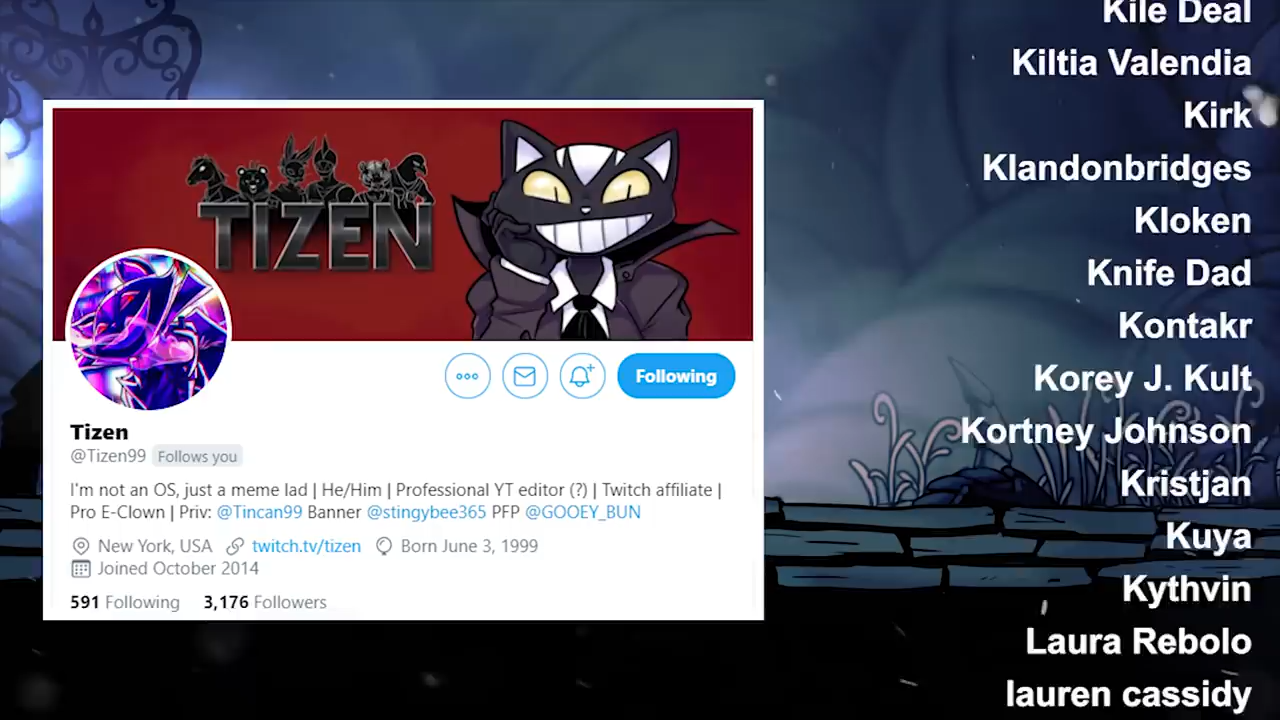 TIZEN
Following
Tizen
@Tizen99 Follows you
I'm not an OS, just a meme lad | He/Him | Professional YT editor (?) | Twitch affiliate |
Pro E-Clown | Priv: @Tincan99 Banner @stingybee365 PFP @GOOEY_BUN
New York, USA twitch.tv/tizen Born June 3, 1999
Joined October 2014
591 Following 3,176 Followers
Kile Deal
Kiltia Valendia
Kirk
Klandonbridges
Kloken
Knife Dad
Kontakr
Korey J. Kult
Kortney Johnson
Kristjan
Kuya
Kythvin
Laura Rebolo
lauren cassidy